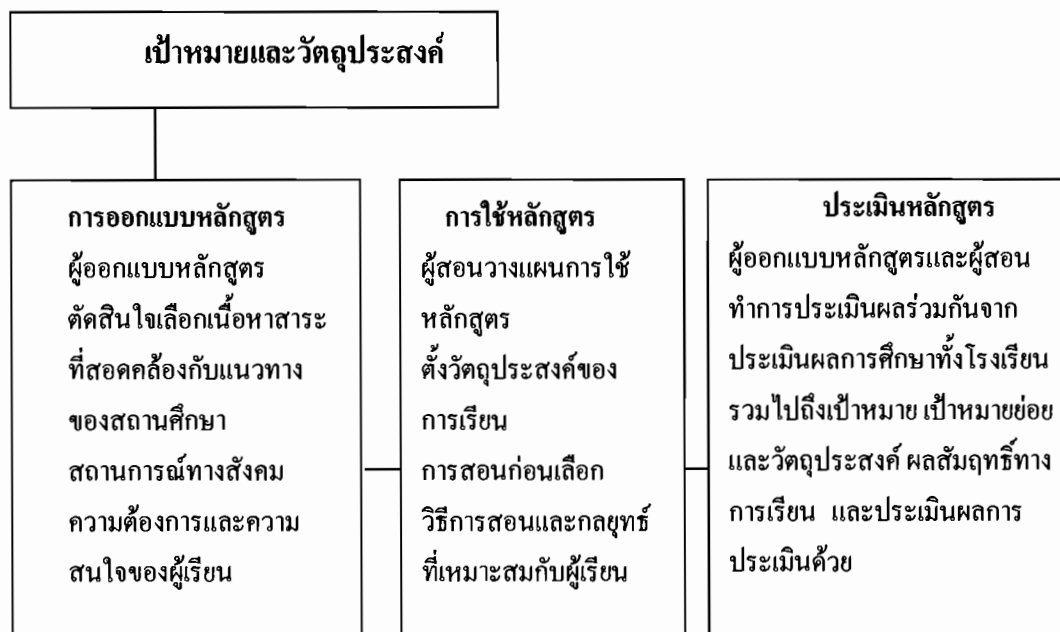 เป้าหมายและวัตถุประสงค์
การออกแบบหลักสูตร
ผู้ออกแบบหลักสูตร
ตัดสินใจเลือกเนื้อหาสาระ
ที่สอดคล้องกับแนวทาง
ของสถานศึกษา
สถานการณ์ทางสังคม
ความต้องการและความ
สนใจของผู้เรียน
การใช้หลักสูตร
ผู้สอนวางแผนการใช้
หลักสูตร
ตั้งวัตถุประสงค์ของ
การเรียน
การสอนก่อนเลือก
วิธีการสอนและกลยุทธ์
ที่เหมาะสมกับผู้เรียน
ประเมินหลักสูตร
ผู้ออกแบบหลักสูตรและผู้สอน
ทำการประเมินผลร่วมกันจาก
ประเมินผลการศึกษาทั้งโรงเรียน
รวมไปถึงเป้าหมาย เป้าหมายย่อย
และวัตถุประสงค์ ผลสัมฤทธิ์ทาง
การเรียน และประเมินผลการ
ประเมินด้วย